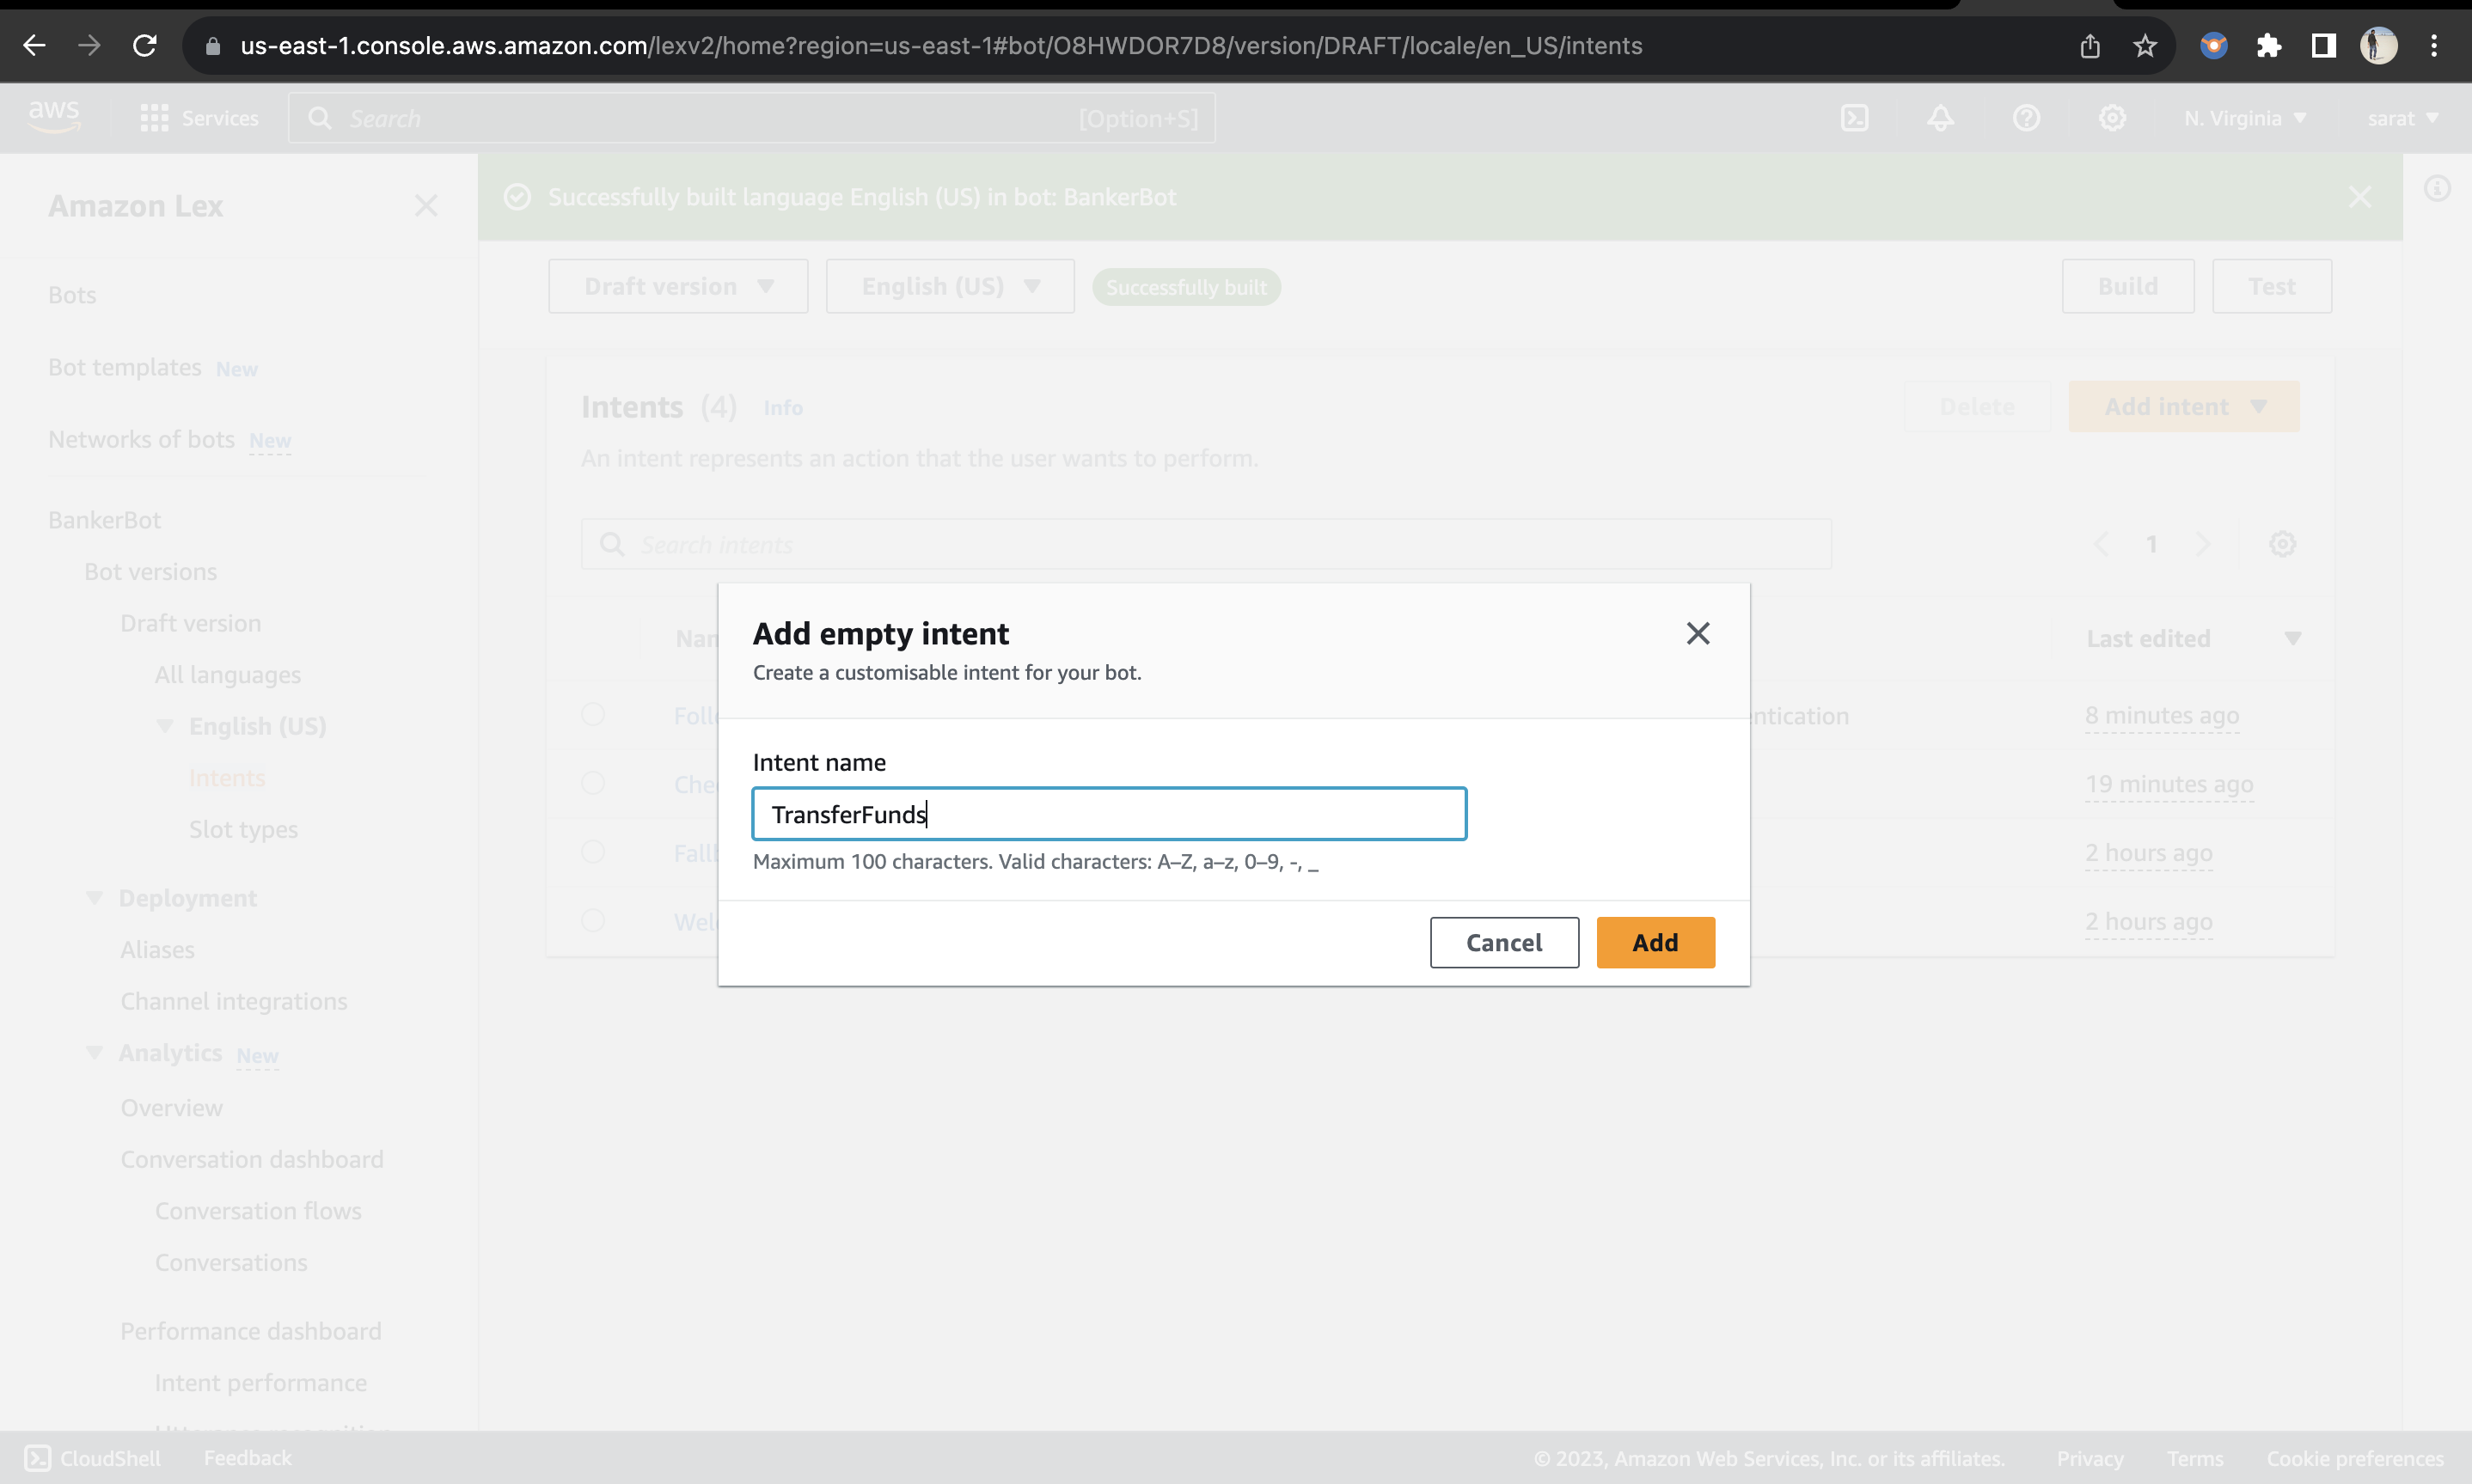 us-east-1.console.aws.amazon.com/lexv2/home?region=us-east-1#bot/O8HWDOR7D8/version/DRAFT/locale/en_US/intents
aws
Services
Search
[Option+S]
N. Virginia
sarat
Amazon Lex
Successfully built language English (US) in bot: BankerBot
Bots
Draft version
English (US)
Successfully built
Build
Test
Bot templates New
Networks of bots New
Intents (4) Info
Delete
Add intent
An intent represents an action that the user wants to perform.
BankerBot
Bot versions
Draft version
All languages
English (US)
Intents
Slot types
Search intents
1
Last edited
ntication
8 minutes ago
19 minutes ago
2 hours ago
2 hours ago
Add empty intent
Create a customisable intent for your bot.
Intent name
TransferFunds
Maximum 100 characters. Valid characters: A–Z, a–z, 0–9, -, _
Cancel
Add
Deployment
Aliases
Channel integrations
Analytics New
Overview
Conversation dashboard
Conversation flows
Conversations
Performance dashboard
Intent performance
CloudShell
Feedback
© 2023, Amazon Web Services, Inc. or its affiliates.
Privacy
Terms
Cookie preferences